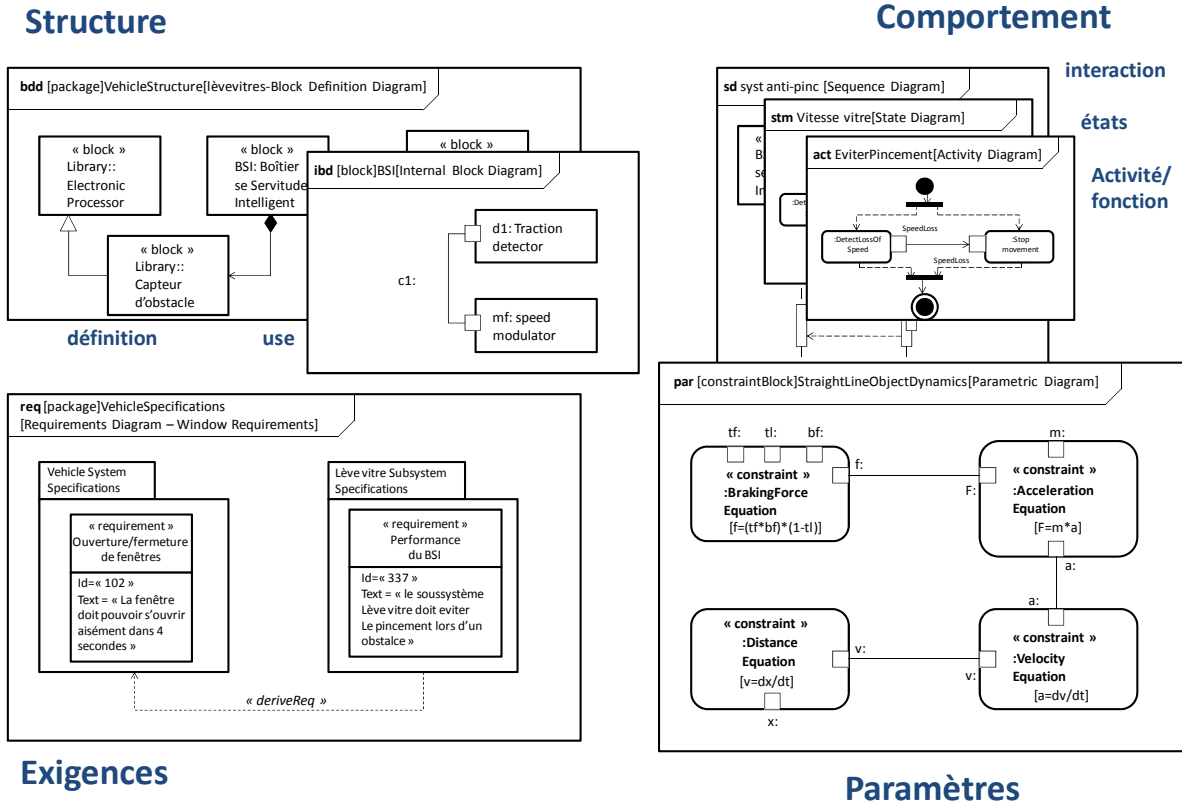 Structure
Comportement
bdd [package]VehicleStructure[lèvevitres-Block Definition Diagram]
« block »
Library::
Electronic
Processor
« block »
BSI: Boîtier
se Servitude
Intelligent
« block »
« block »
Library::
Capteur
d'obstacle
définition
use
ibd [block]BSI[Internal Block Diagram]
d1: Traction
detector
c1:
mf: speed
modulator
sd syst anti-pinc [Sequence Diagram]
interaction
stm Vitesse vitre[State Diagram]
états
act EviterPincement[Activity Diagram]
Activité/
fonction
«
B
se
In
:Det
SpeedLoss
:DetectLossOf
Speed
:Stop
movement
SpeedLoss
req [package]VehicleSpecifications
[Requirements Diagram – Window Requirements]
Vehicle System
Specifications
« requirement »
Ouverture/fermeture
de fenêtres
Id=« 102 »
Text = « La fenêtre
doit pouvoir s'ouvrir
aisément dans 4
secondes »
Lève vitre Subsystem
Specifications
« requirement »
Performance
du BSI
Id=« 337 »
Text = « le soussystème
Lève vitre doit eviter
Le pincement lors d'un
obstalce »
« deriveReq »
par [constraintBlock]StraightLineObjectDynamics[Parametric Diagram]
tf: tl: bf:
« constraint »
:BrakingForce
Equation
[f=(tf*bf)*(1-tl)]
f:
m:
F:
« constraint »
:Acceleration
Equation
[F=m*a]
a:
a:
« constraint »
:Distance
Equation
[v=dx/dt]
x:
v:
v:
« constraint »
:Velocity
Equation
[a=dv/dt]
Exigences
Paramètres